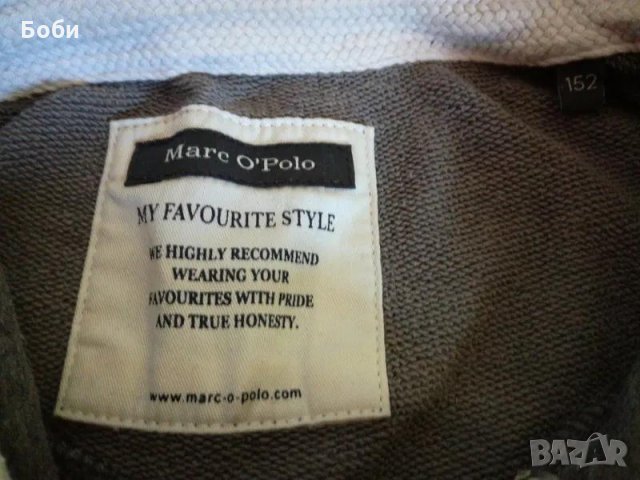 Боби
152
Marc O'Polo
MY FAVOURITE STYLE
WE HIGHLY RECOMMEND
WEARING YOUR
FAVOURITES WITH PRIDE
AND TRUE HONESTY.
www.marc-o-polo.com
BAZAR